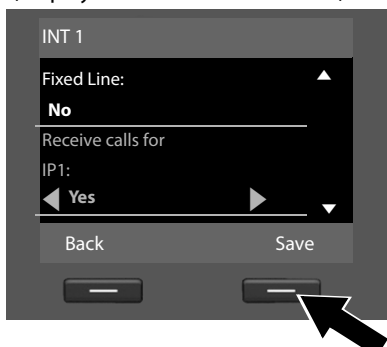 INT 1
Fixed Line:
No
Receive calls for
IP1:
Yes
Back Save